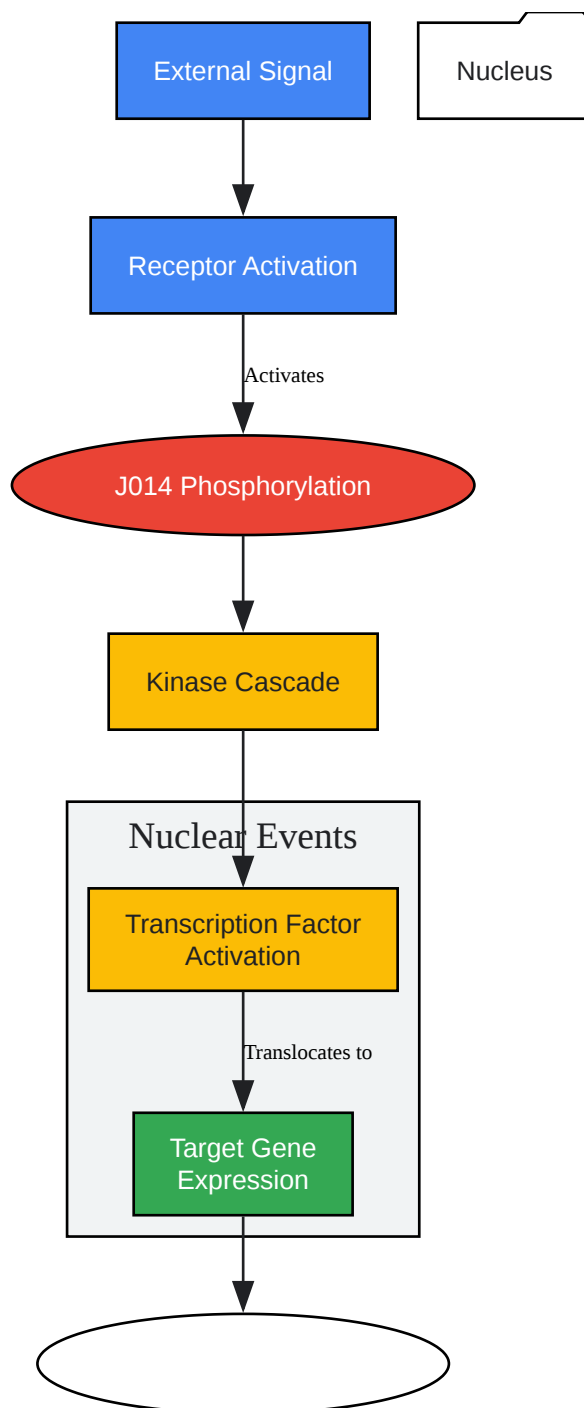 External Signal
Nucleus
Receptor Activation
Activates
J014 Phosphorylation
Kinase Cascade
Nuclear Events
Transcription Factor
Activation
Translocates to
Target Gene
Expression